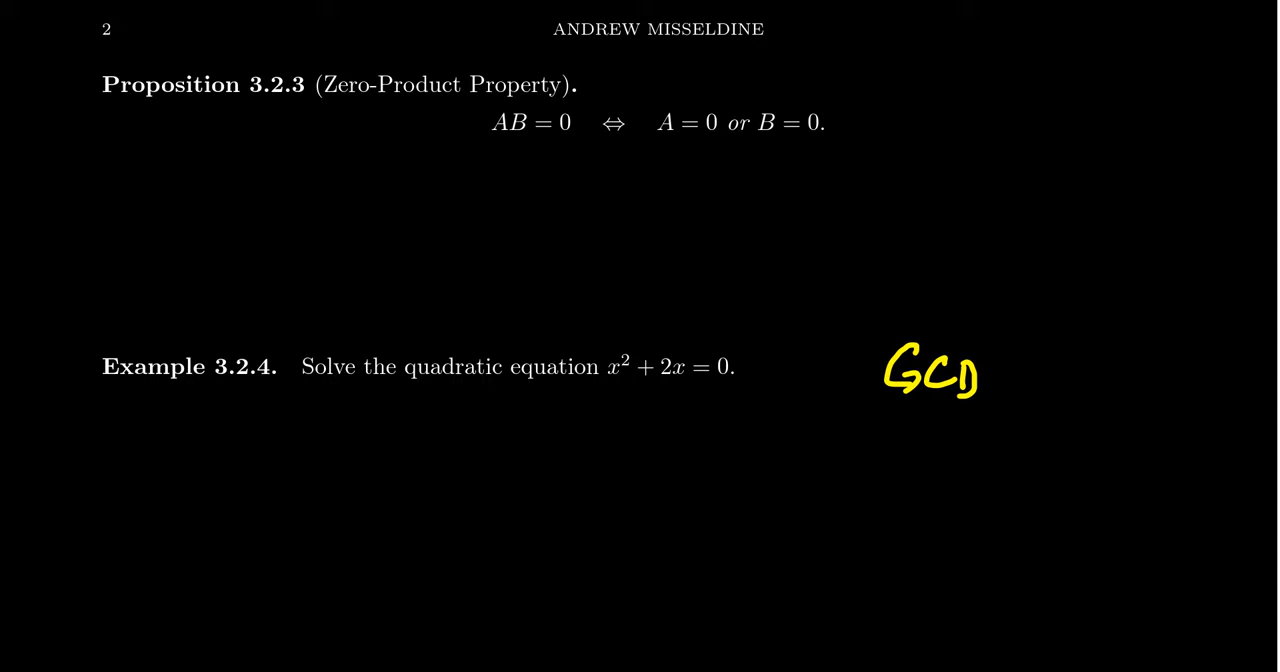 2 ANDREW MISSELDINE
Proposition 3.2.3 (Zero-Product Property).
AB = 0 ⇔ A = 0 or B = 0.
Example 3.2.4. Solve the quadratic equation x² + 2x = 0. GCD